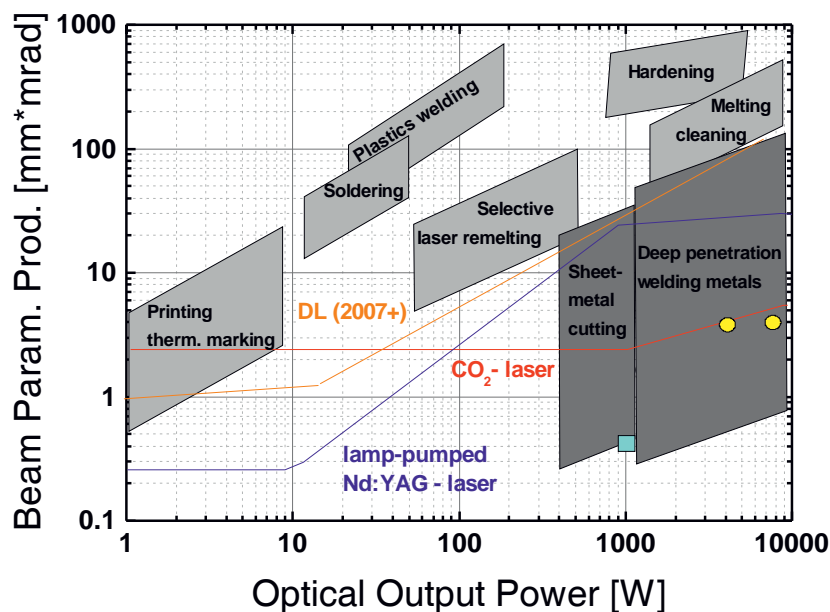 Beam Param. Prod. [mm*mrad]
1000
100
10
1
0.1
Hardening
Melting
cleaning
Plastics welding
Soldering
Selective
laser remelting
Deep penetration
welding metals
Sheet-
metal
cutting
Printing
therm. marking
DL (2007+)
CO2- laser
lamp-pumped
Nd:YAG - laser
1
10
100
1000
10000
Optical Output Power [W]